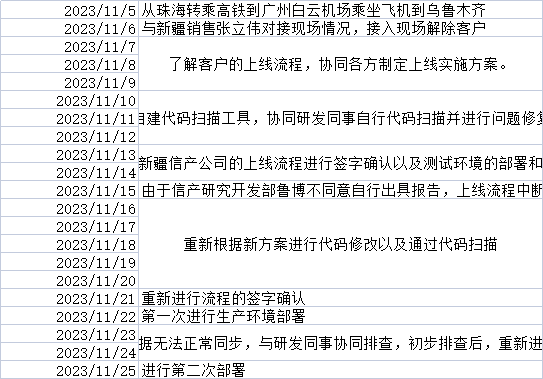 2023/11/5 从珠海转乘高铁到广州白云机场乘坐飞机到乌鲁木齐
2023/11/6 与新疆销售张立伟对接现场情况，接入现场解除客户
2023/11/7
2023/11/8 了解客户的上线流程，协同各方制定上线实施方案。
2023/11/9
2023/11/10
2023/11/11 自建代码扫描工具，协同研发同事自行代码扫描并进行问题修复
2023/11/12
2023/11/13
新疆信产公司的上线流程进行签字确认以及测试环境的部署和
2023/11/14
2023/11/15 由于信产研究开发部鲁博不同意自行出具报告，上线流程中断
2023/11/16
2023/11/17
2023/11/18 重新根据新方案进行代码修改以及通过代码扫描
2023/11/19
2023/11/20
2023/11/21 重新进行流程的签字确认
2023/11/22 第一次进行生产环境部署
2023/11/23
据无法正常同步，与研发同事协同排查，初步排查后，重新进
2023/11/24
2023/11/25 进行第二次部署